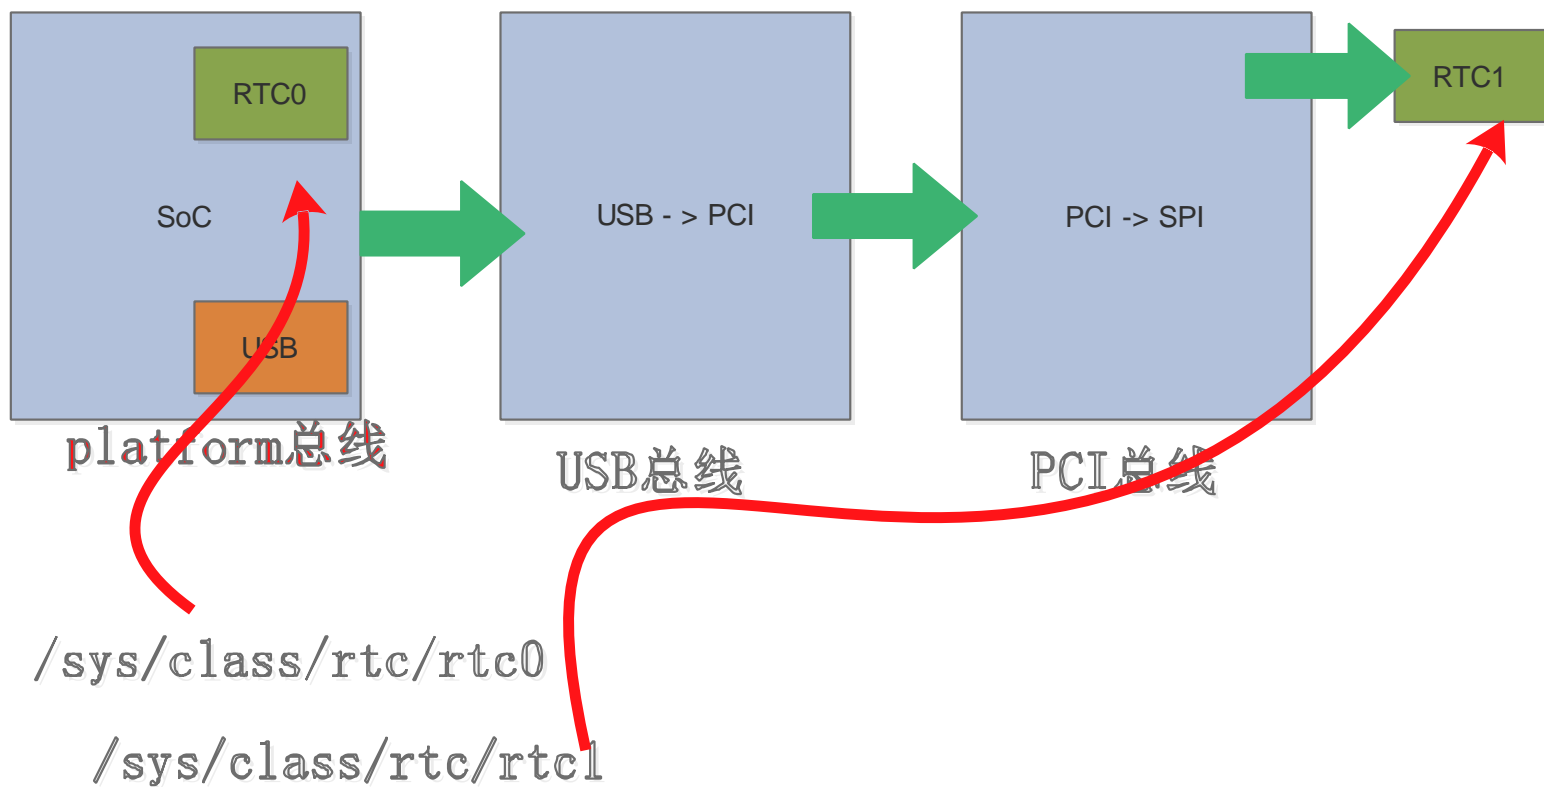 RTC0
SoC
USB
USB - > PCI
PCI -> SPI
RTC1
platform总线
USB总线
PCI总线
/sys/class/rtc/rtc0
/sys/class/rtc/rtc1